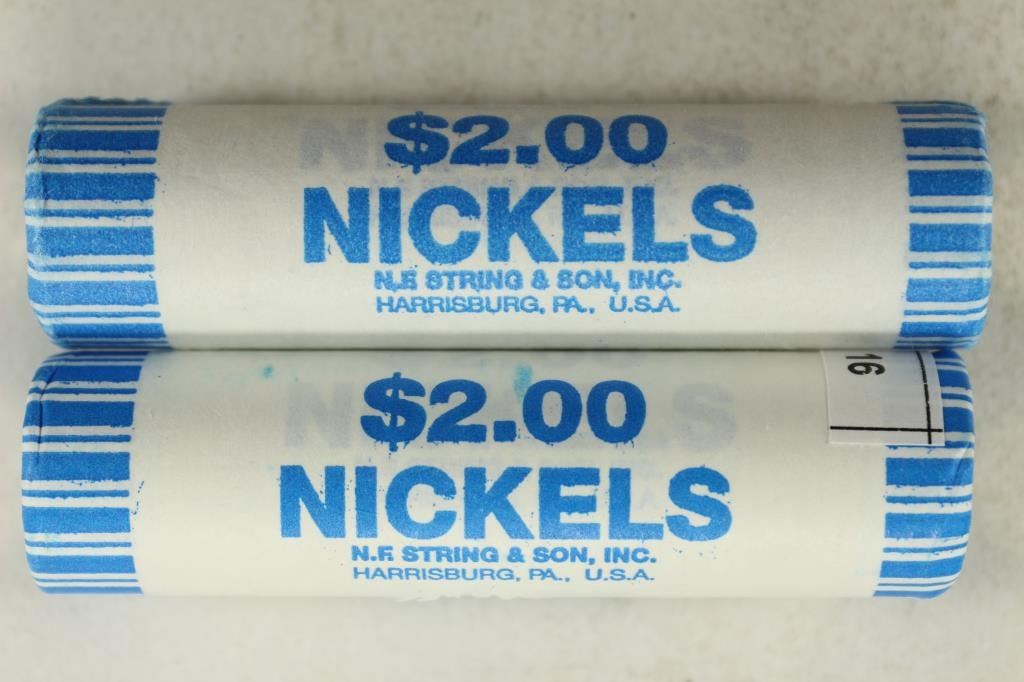 $2.00
NICKELS
N.F. STRING & SON, INC.
HARRISBURG, PA., U.S.A.
16
$2.00
NICKELS
N.F. STRING & SON, INC.
HARRISBURG, PA., U.S.A.